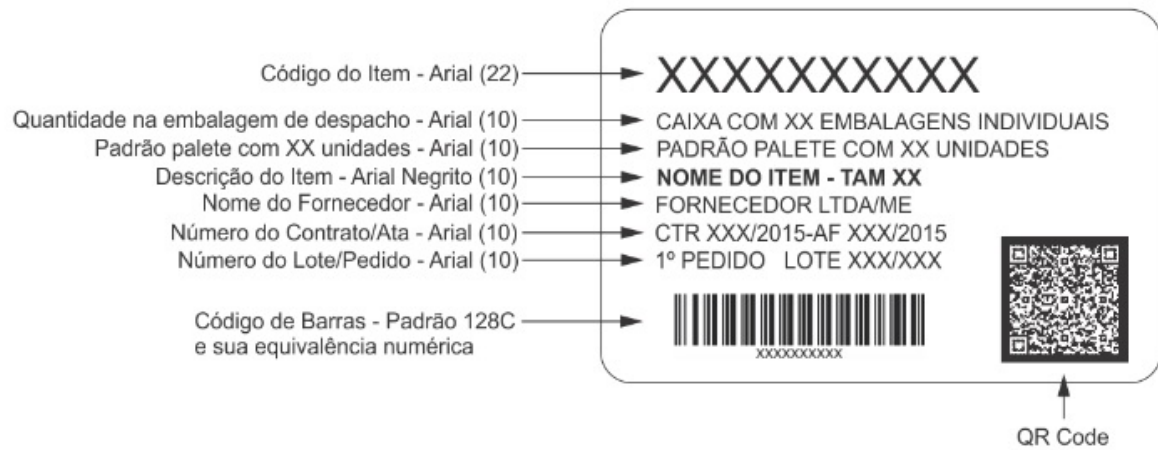 Código do Item - Arial (22)
XXXXXXXXXX
Quantidade na embalagem de despacho - Arial (10)
CAIXA COM XX EMBALAGENS INDIVIDUAIS
Padrão palete com XX unidades - Arial (10)
PADRÃO PALETE COM XX UNIDADES
Descrição do Item - Arial Negrito (10)
NOME DO ITEM - TAM XX
Nome do Fornecedor - Arial (10)
FORNECEDOR LTDA/ME
Número do Contrato/Ata - Arial (10)
CTR XXX/2015-AF XXX/2015
Número do Lote/Pedido - Arial (10)
1º PEDIDO LOTE XXX/XXX
Código de Barras - Padrão 128C
e sua equivalência numérica
XXXXXXXXXX
QR Code